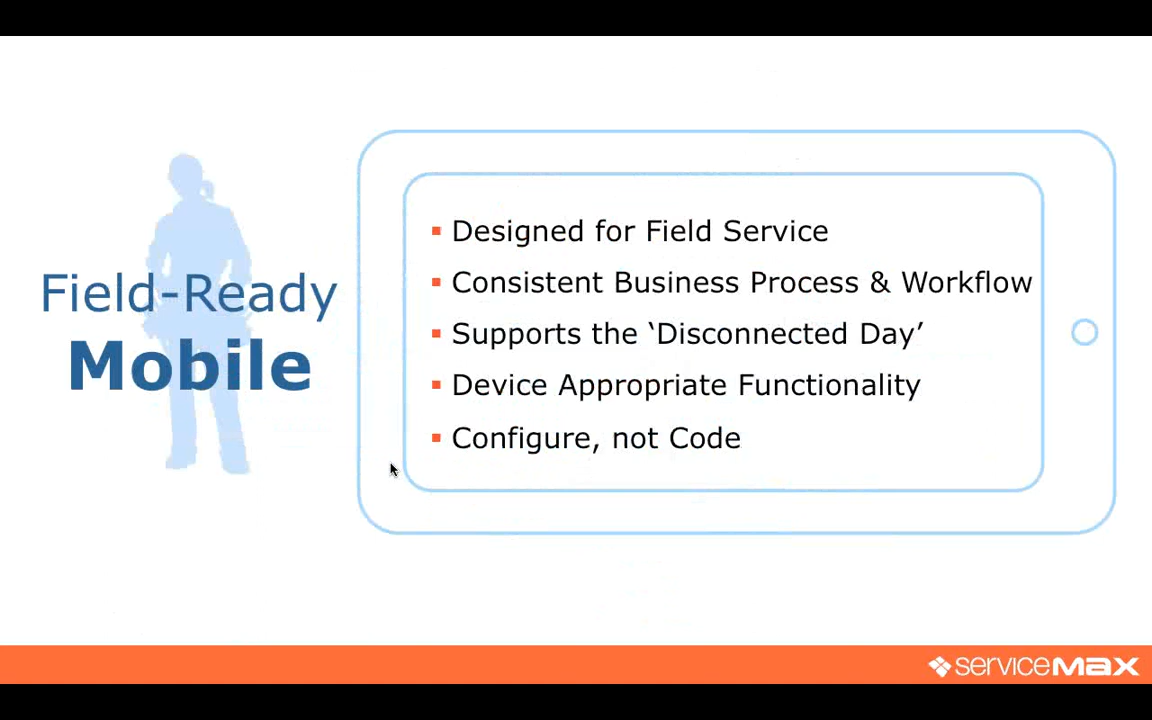 Field-Ready
Mobile
▪ Designed for Field Service
▪ Consistent Business Process & Workflow
▪ Supports the ‘Disconnected Day’
▪ Device Appropriate Functionality
▪ Configure, not Code
serviceMAX